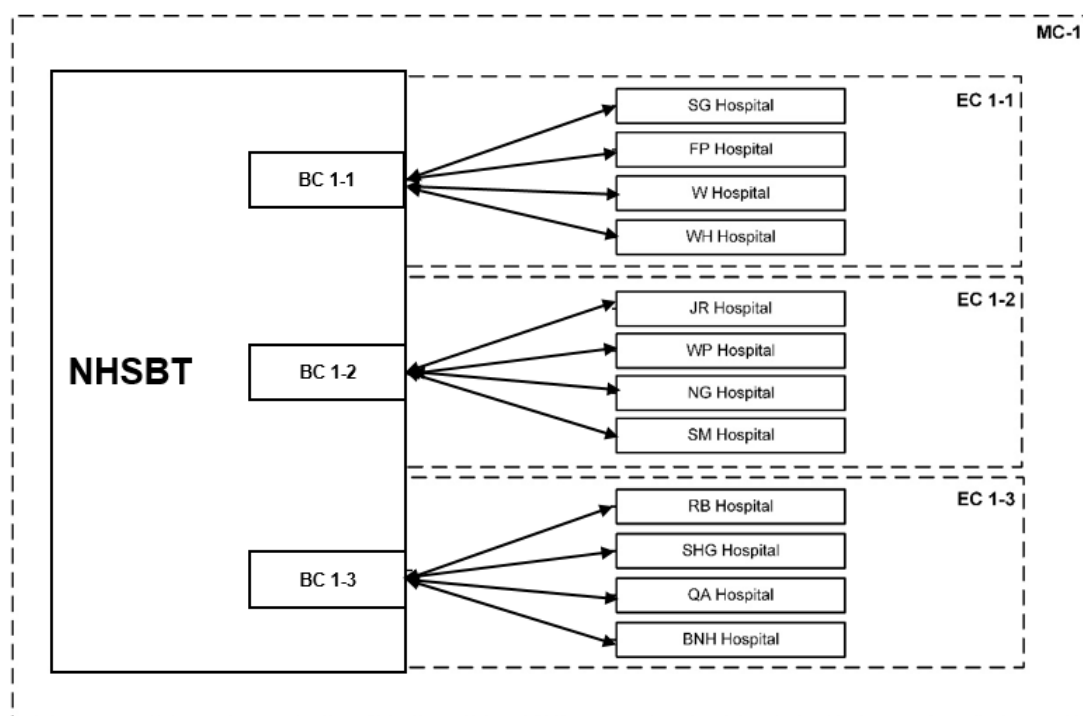 MC-1
EC 1-1
SG Hospital
FP Hospital
BC 1-1
W Hospital
WH Hospital
EC 1-2
JR Hospital
WP Hospital
NHSBT
BC 1-2
NG Hospital
SM Hospital
EC 1-3
RB Hospital
SHG Hospital
BC 1-3
QA Hospital
BNH Hospital